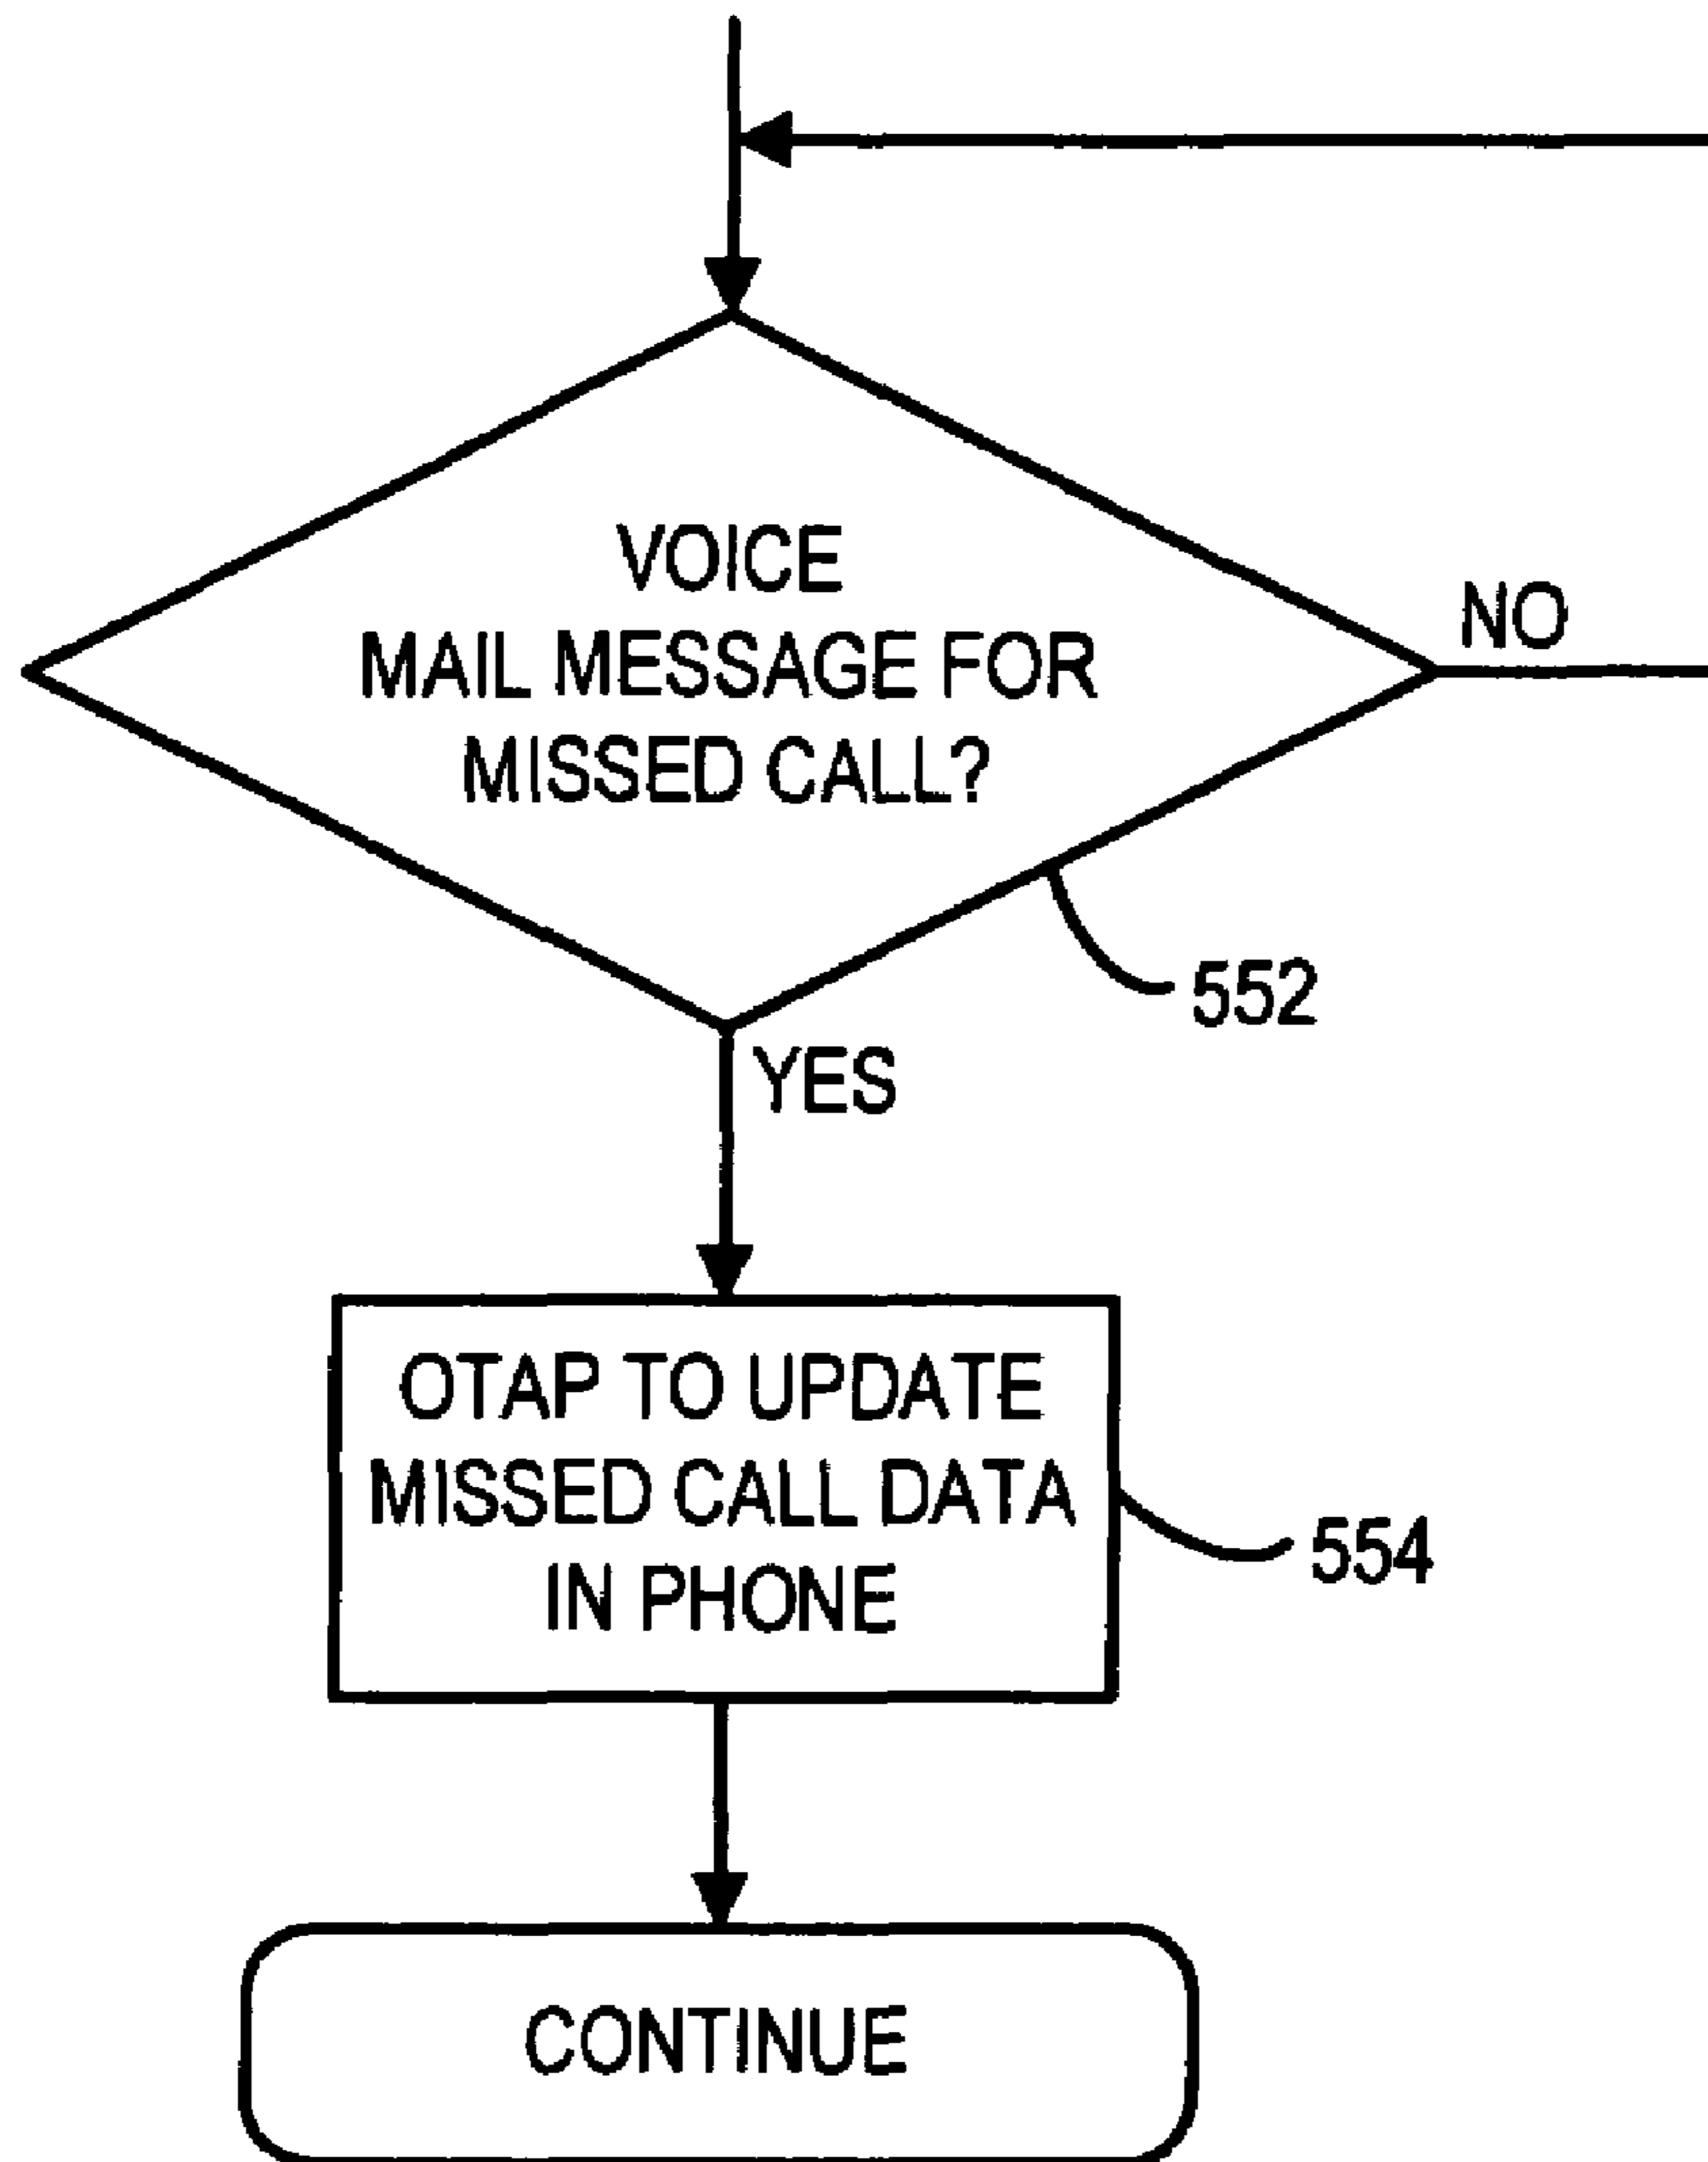 VOICE
MAIL MESSAGE FOR
MISSED CALL?
NO
552
YES
OTAP TO UPDATE
MISSED CALL DATA
IN PHONE
554
CONTINUE